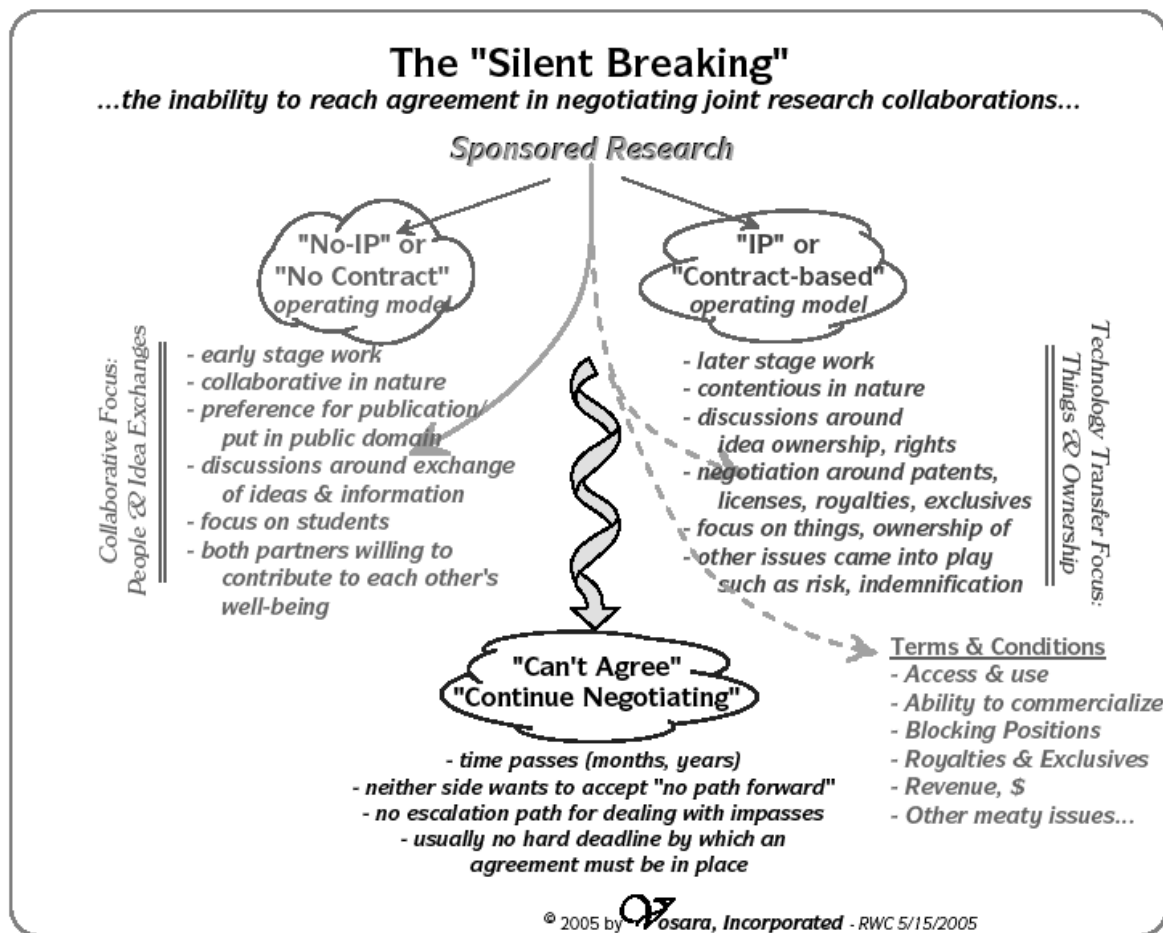 The "Silent Breaking"
...the inability to reach agreement in negotiating joint research collaborations...
Sponsored Research
"No-IP" or
"No Contract"
operating model
"IP" or
"Contract-based"
operating model
Collaborative Focus:
People & Idea Exchanges
- early stage work
- collaborative in nature
- preference for publication/
put in public domain
- discussions around exchange
of ideas & information
- focus on students
- both partners willing to
contribute to each other's
well-being
- later stage work
- contentious in nature
- discussions around
idea ownership, rights
- negotiation around patents,
licenses, royalties, exclusives
- focus on things, ownership of
- other issues came into play
such as risk, indemnification
Technology Transfer Focus:
Things & Ownership
"Can't Agree"
"Continue Negotiating"
- time passes (months, years)
- neither side wants to accept "no path forward"
- no escalation path for dealing with impasses
- usually no hard deadline by which an
agreement must be in place
Terms & Conditions
- Access & use
- Ability to commercialize
- Blocking Positions
- Royalties & Exclusives
- Revenue, $
- Other meaty issues...
© 2005 by Vosara, Incorporated - RWC 5/15/2005